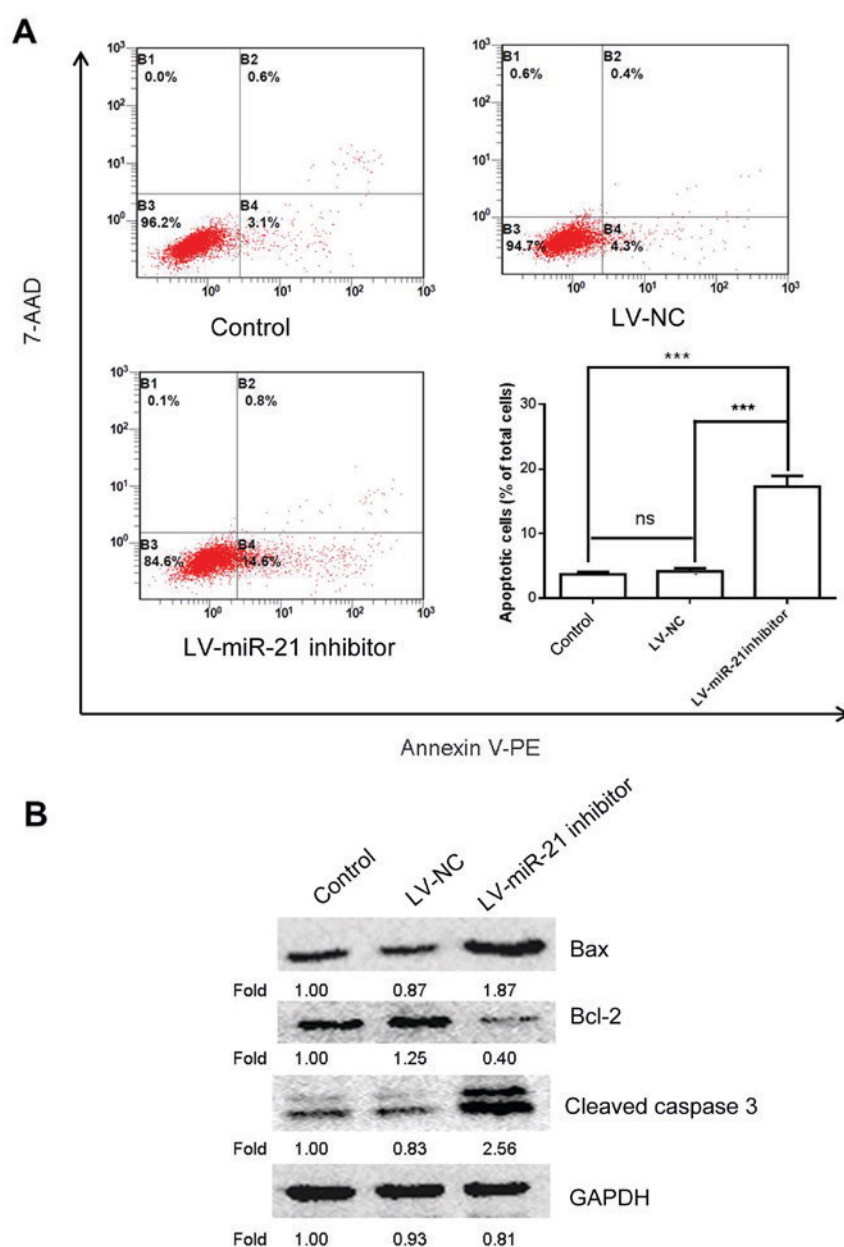 A
10³
10²
10¹
10⁰
B1
0.0%
B2
0.6%
B3
96.2%
B4
3.1%
10⁰ 10¹ 10² 10³
Control
10³
10²
10¹
10⁰
B1
0.6%
B2
0.4%
B3
94.7%
B4
4.3%
10⁰ 10¹ 10² 10³
LV-NC
7-AAD
10³
10²
10¹
10⁰
B1
0.1%
B2
0.8%
B3
84.6%
B4
14.6%
10⁰ 10¹ 10² 10³
LV-miR-21 inhibitor
Apoptotic cells (% of total cells)
30
20
10
0
***
***
ns
Control
LV-NC
LV-miR-21inhibitor
Annexin V-PE
B
Control LV-NC LV-miR-21 inhibitor
Bax
Fold 1.00 0.87 1.87
Bcl-2
Fold 1.00 1.25 0.40
Cleaved caspase 3
Fold 1.00 0.83 2.56
GAPDH
Fold 1.00 0.93 0.81